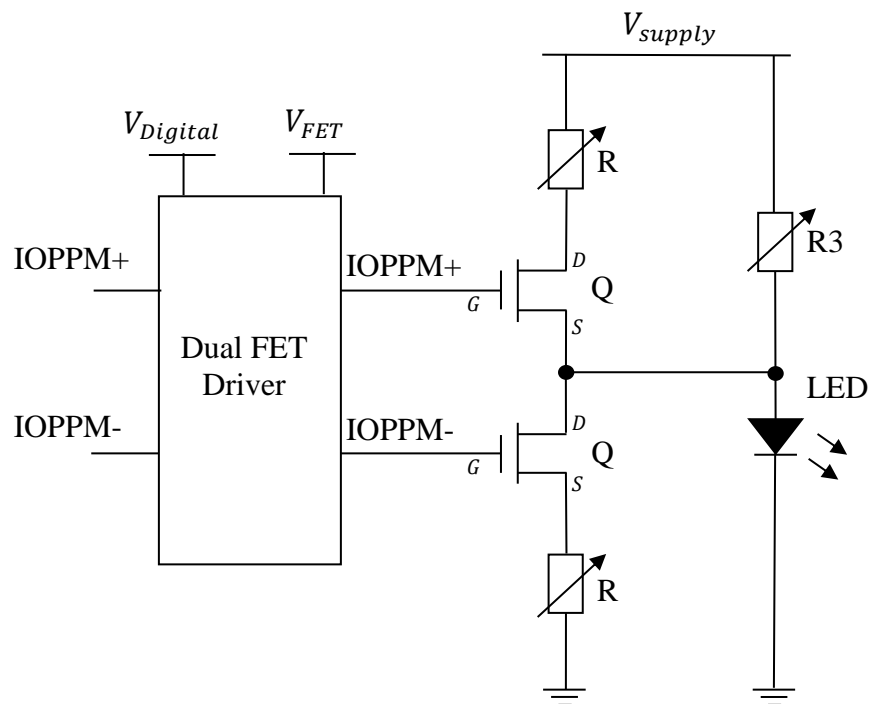 V_supply
V_Digital
V_FET
R
R3
IOPPM+
IOPPM+
D
G
Q
S
Dual FET
Driver
LED
IOPPM-
IOPPM-
D
G
Q
S
R